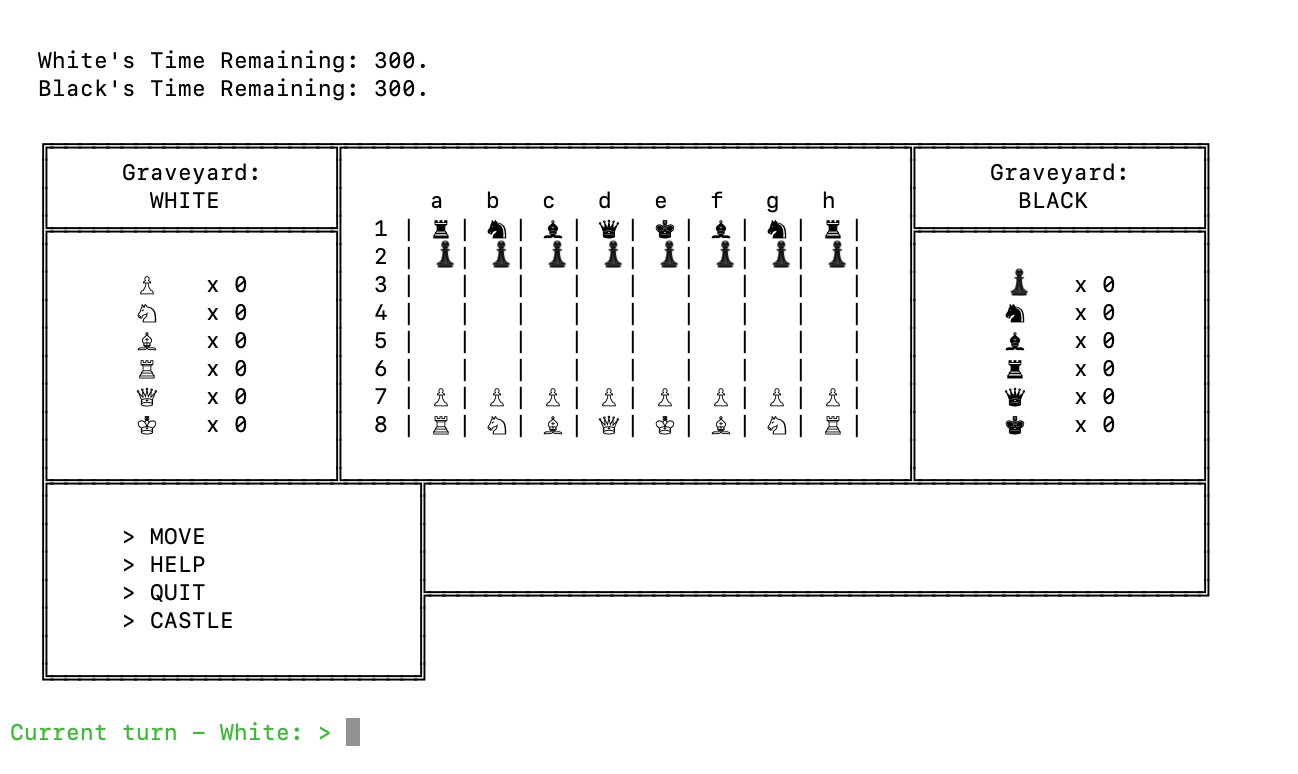 White's Time Remaining: 300.
Black's Time Remaining: 300.
Graveyard:
WHITE
♙ x 0
♘ x 0
♗ x 0
♖ x 0
♕ x 0
♔ x 0
a b c d e f g h
1 | ♜ | ♞ | ♝ | ♛ | ♚ | ♝ | ♞ | ♜ |
2 | ♟ | ♟ | ♟ | ♟ | ♟ | ♟ | ♟ | ♟ |
3 | | | | | | | | |
4 | | | | | | | | |
5 | | | | | | | | |
6 | | | | | | | | |
7 | ♙ | ♙ | ♙ | ♙ | ♙ | ♙ | ♙ | ♙ |
8 | ♖ | ♘ | ♗ | ♕ | ♔ | ♗ | ♘ | ♖ |
Graveyard:
BLACK
♟ x 0
♞ x 0
♝ x 0
♜ x 0
♛ x 0
♚ x 0
> MOVE
> HELP
> QUIT
> CASTLE
Current turn - White: >